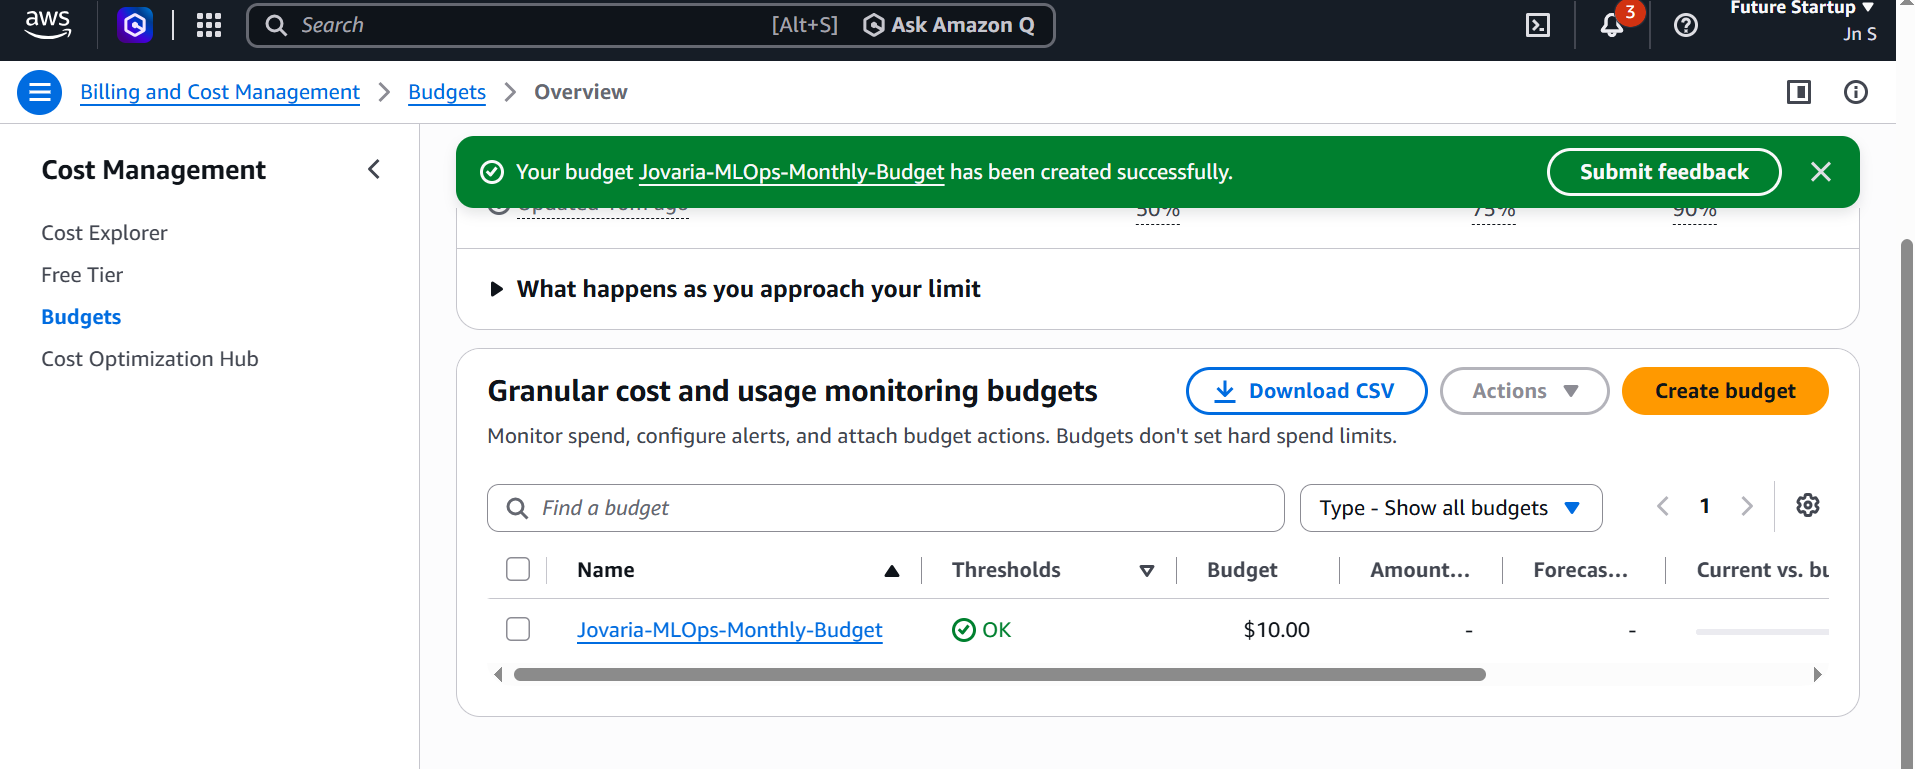 aws
Search
[Alt+S]
Ask Amazon Q
3
Future Startup
Jn S
Billing and Cost Management
Budgets
Overview
Cost Management
Cost Explorer
Free Tier
Budgets
Cost Optimization Hub
Your budget Jovaria-MLOps-Monthly-Budget has been created successfully.
Submit feedback
50%
75%
90%
What happens as you approach your limit
Granular cost and usage monitoring budgets
Download CSV
Actions
Create budget
Monitor spend, configure alerts, and attach budget actions. Budgets don't set hard spend limits.
Find a budget
Type - Show all budgets
1
Name
Thresholds
Budget
Amount...
Forecas...
Current vs. bu
Jovaria-MLOps-Monthly-Budget
OK
$10.00
-
-